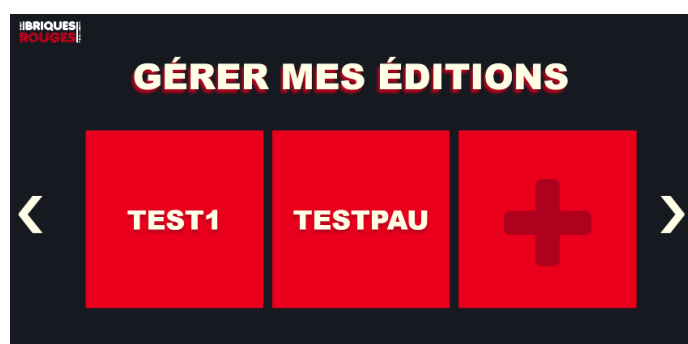 BRIQUES
ROUGES
GÉRER MES ÉDITIONS
TEST1
TESTPAU